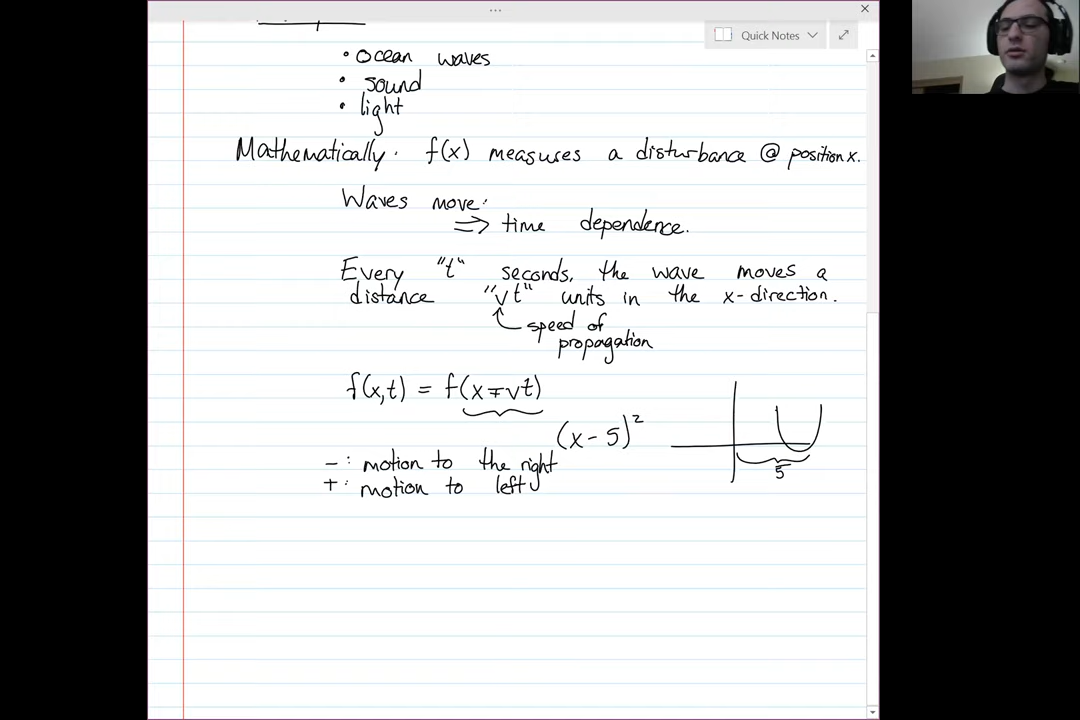 Quick Notes
• ocean waves
• sound
• light
Mathematically: f(x) measures a disturbance @ position x.
Waves move:
⇒ time dependence.
Every "t" seconds, the wave moves a
distance "vt" units in the x-direction.
speed of
propagation
f(x,t) = f(x∓vt)
(x-5)²
5
- : motion to the right
+ : motion to left